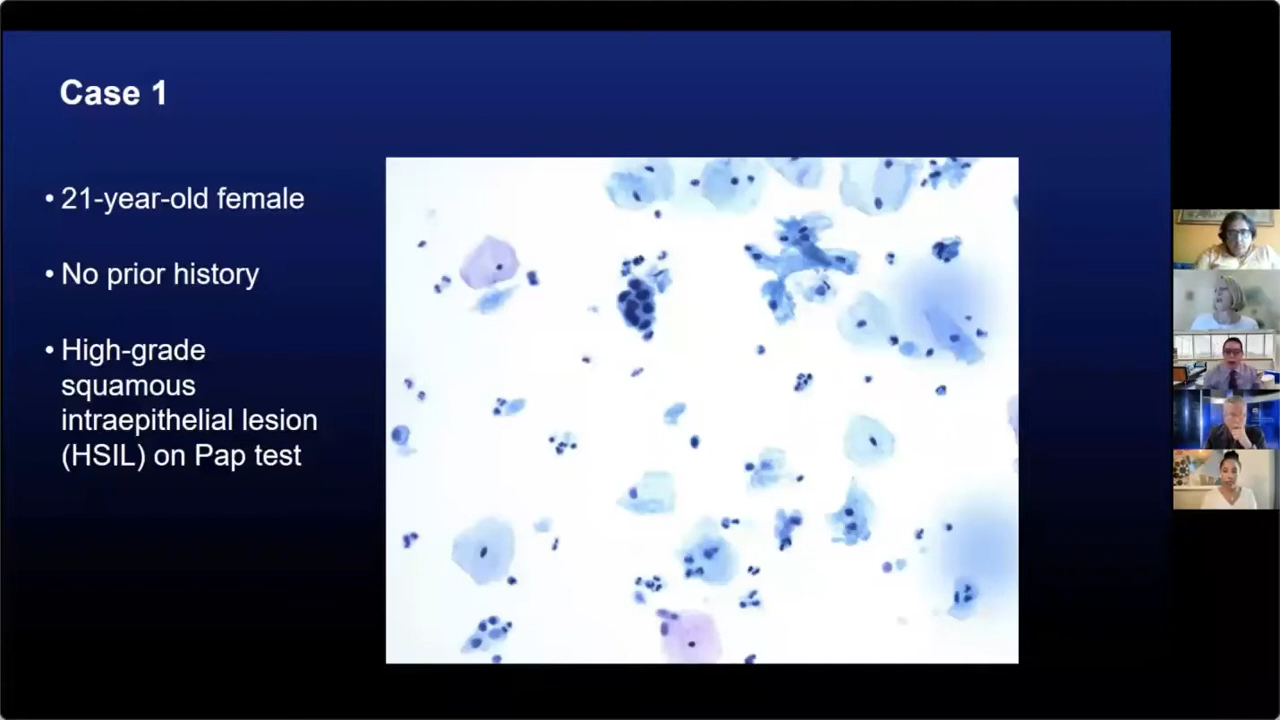 Case 1
• 21-year-old female
• No prior history
• High-grade
squamous
intraepithelial lesion
(HSIL) on Pap test